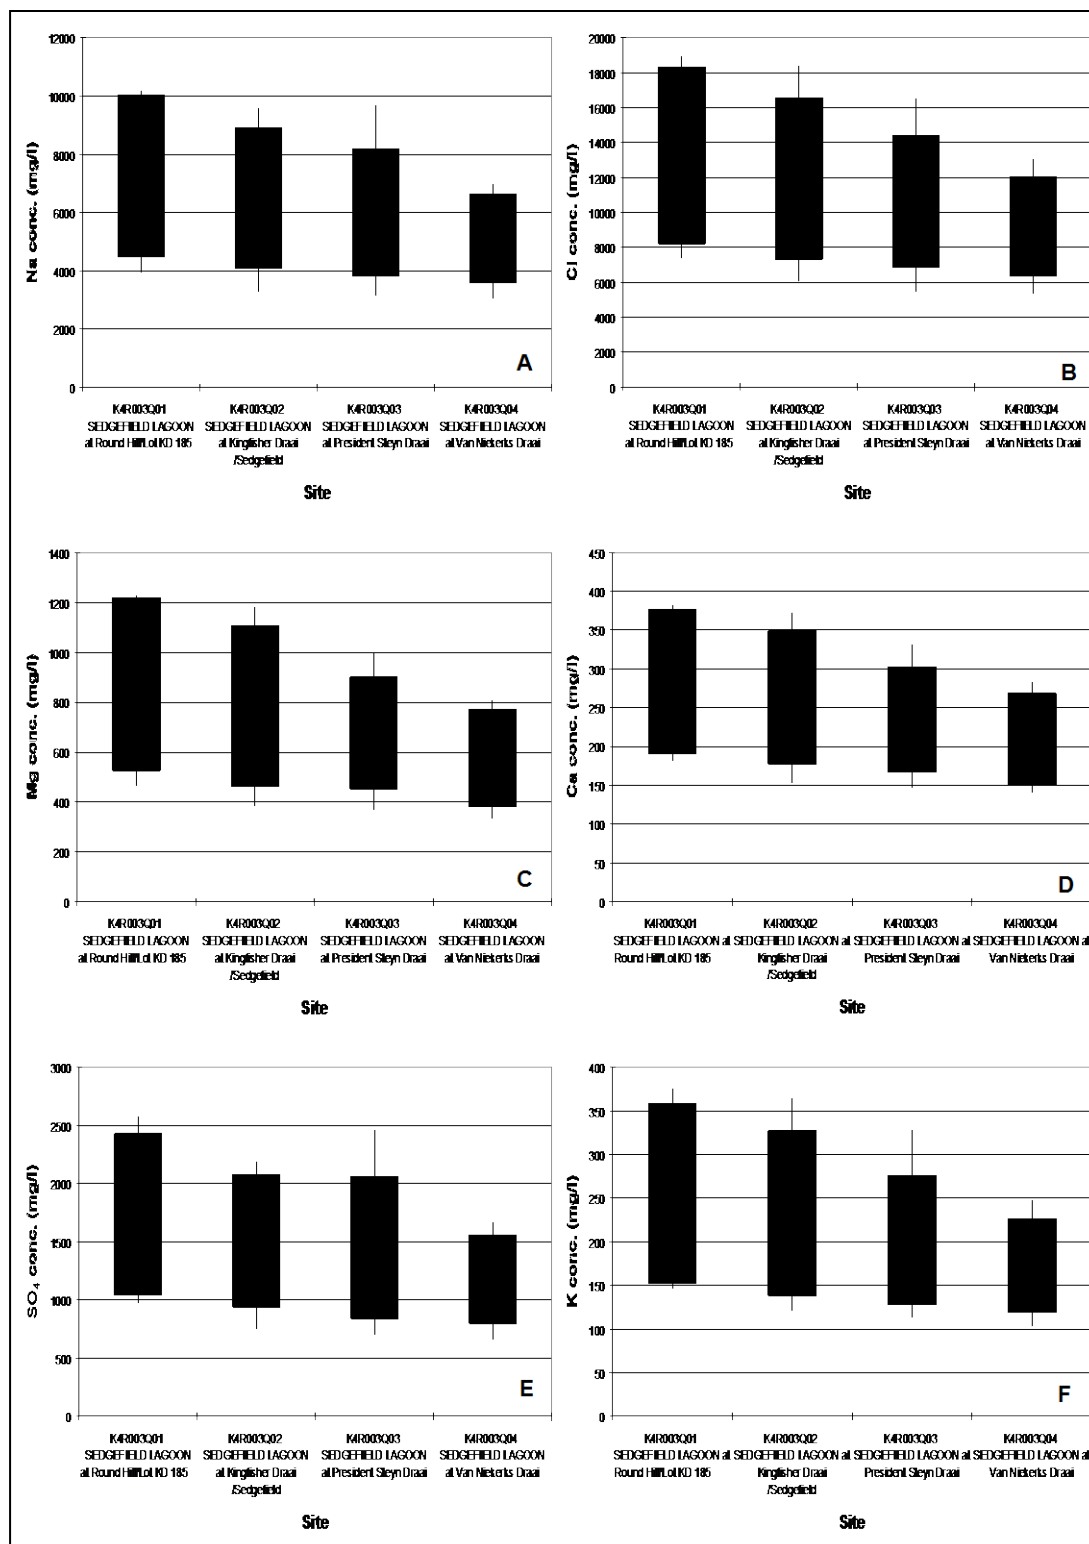 12000
10000
8000
6000
4000
2000
0
Na conc. (mg/l)
A
K4R003Q01
SEDGEFIELD LAGOON
at Round Hill/Lot KD 185
K4R003Q02
SEDGEFIELD LAGOON
at Kingfisher Draai
/Sedgefield
K4R003Q03
SEDGEFIELD LAGOON
at President Steyn Draai
K4R003Q04
SEDGEFIELD LAGOON
at Van Niekerks Draai
Site
20000
18000
16000
14000
12000
10000
8000
6000
4000
2000
0
Cl conc. (mg/l)
B
K4R003Q01
SEDGEFIELD LAGOON
at Round Hill/Lot KD 185
K4R003Q02
SEDGEFIELD LAGOON
at Kingfisher Draai
/Sedgefield
K4R003Q03
SEDGEFIELD LAGOON
at President Steyn Draai
K4R003Q04
SEDGEFIELD LAGOON
at Van Niekerks Draai
Site
1400
1200
1000
800
600
400
200
0
Mg conc. (mg/l)
C
K4R003Q01
SEDGEFIELD LAGOON
at Round Hill/Lot KD 185
K4R003Q02
SEDGEFIELD LAGOON
at Kingfisher Draai
/Sedgefield
K4R003Q03
SEDGEFIELD LAGOON
at President Steyn Draai
K4R003Q04
SEDGEFIELD LAGOON
at Van Niekerks Draai
Site
450
400
350
300
250
200
150
100
50
0
Ca conc. (mg/l)
D
K4R003Q01
SEDGEFIELD LAGOON at
Round Hill/Lot KD 185
K4R003Q02
SEDGEFIELD LAGOON at
Kingfisher Draai
/Sedgefield
K4R003Q03
SEDGEFIELD LAGOON at
President Steyn Draai
K4R003Q04
SEDGEFIELD LAGOON at
Van Niekerks Draai
Site
3000
2500
2000
1500
1000
500
0
SO₄ conc. (mg/l)
E
K4R003Q01
SEDGEFIELD LAGOON
at Round Hill/Lot KD 185
K4R003Q02
SEDGEFIELD LAGOON
at Kingfisher Draai
/Sedgefield
K4R003Q03
SEDGEFIELD LAGOON
at President Steyn Draai
K4R003Q04
SEDGEFIELD LAGOON
at Van Niekerks Draai
Site
400
350
300
250
200
150
100
50
0
K conc. (mg/l)
F
K4R003Q01
SEDGEFIELD LAGOON at
Round Hill/Lot KD 185
K4R003Q02
SEDGEFIELD LAGOON at
Kingfisher Draai
/Sedgefield
K4R003Q03
SEDGEFIELD LAGOON at
President Steyn Draai
K4R003Q04
SEDGEFIELD LAGOON at
Van Niekerks Draai
Site